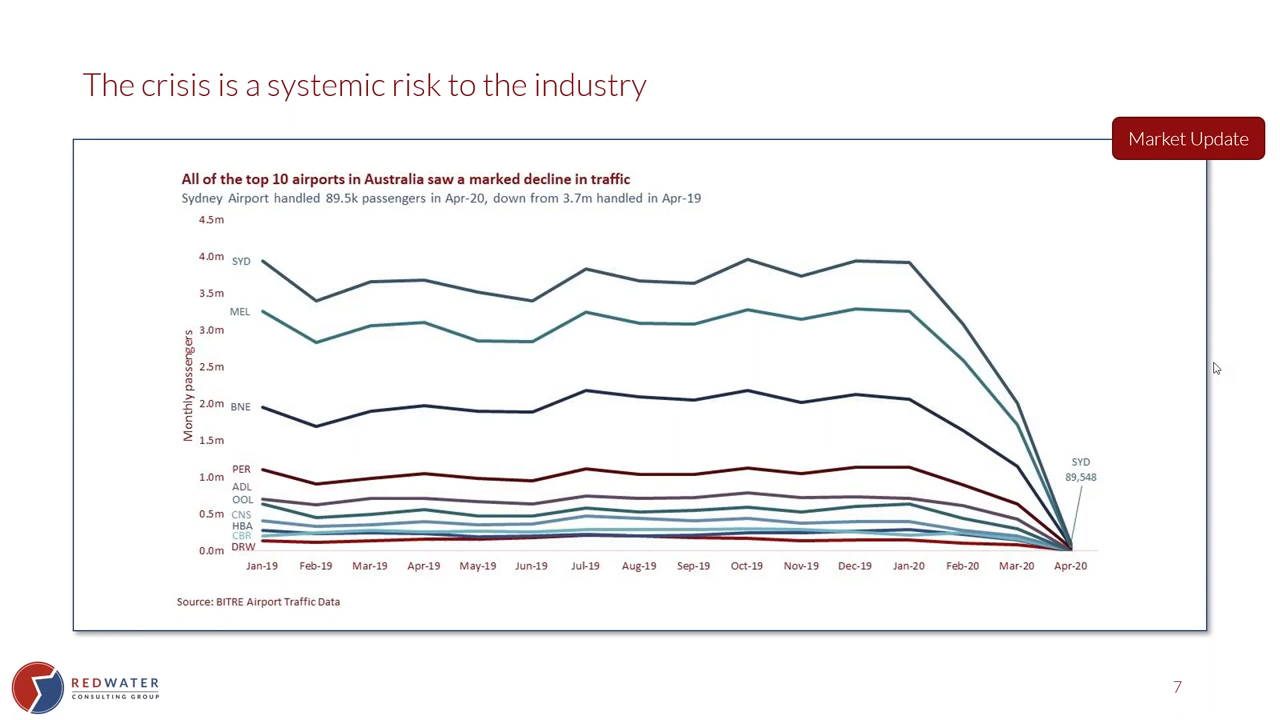 The crisis is a systemic risk to the industry
Market Update
All of the top 10 airports in Australia saw a marked decline in traffic
Sydney Airport handled 89.5k passengers in Apr-20, down from 3.7m handled in Apr-19
Monthly passengers
4.5m
4.0m
3.5m
3.0m
2.5m
2.0m
1.5m
1.0m
0.5m
0.0m
SYD
MEL
BNE
PER
ADL
OOL
CNS
HBA
CBR
DRW
SYD
89,548
Jan-19 Feb-19 Mar-19 Apr-19 May-19 Jun-19 Jul-19 Aug-19 Sep-19 Oct-19 Nov-19 Dec-19 Jan-20 Feb-20 Mar-20 Apr-20
Source: BITRE Airport Traffic Data
REDWATER
CONSULTING GROUP
7